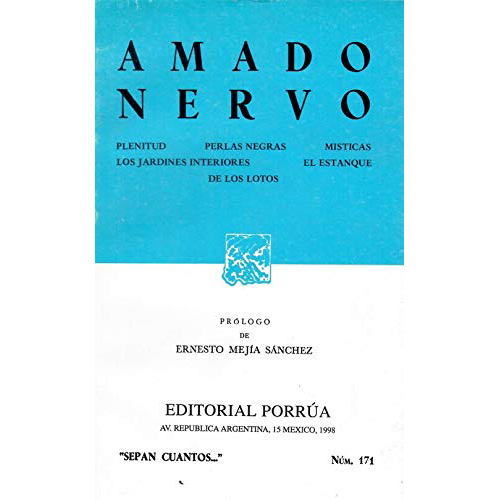 AMADO
NERVO
PLENITUD PERLAS NEGRAS MISTICAS
LOS JARDINES INTERIORES EL ESTANQUE
DE LOS LOTOS
PRÓLOGO
DE
ERNESTO MEJÍA SÁNCHEZ
EDITORIAL PORRÚA
AV. REPUBLICA ARGENTINA, 15 MEXICO, 1998
"SEPAN CUANTOS..." NÚM. 171